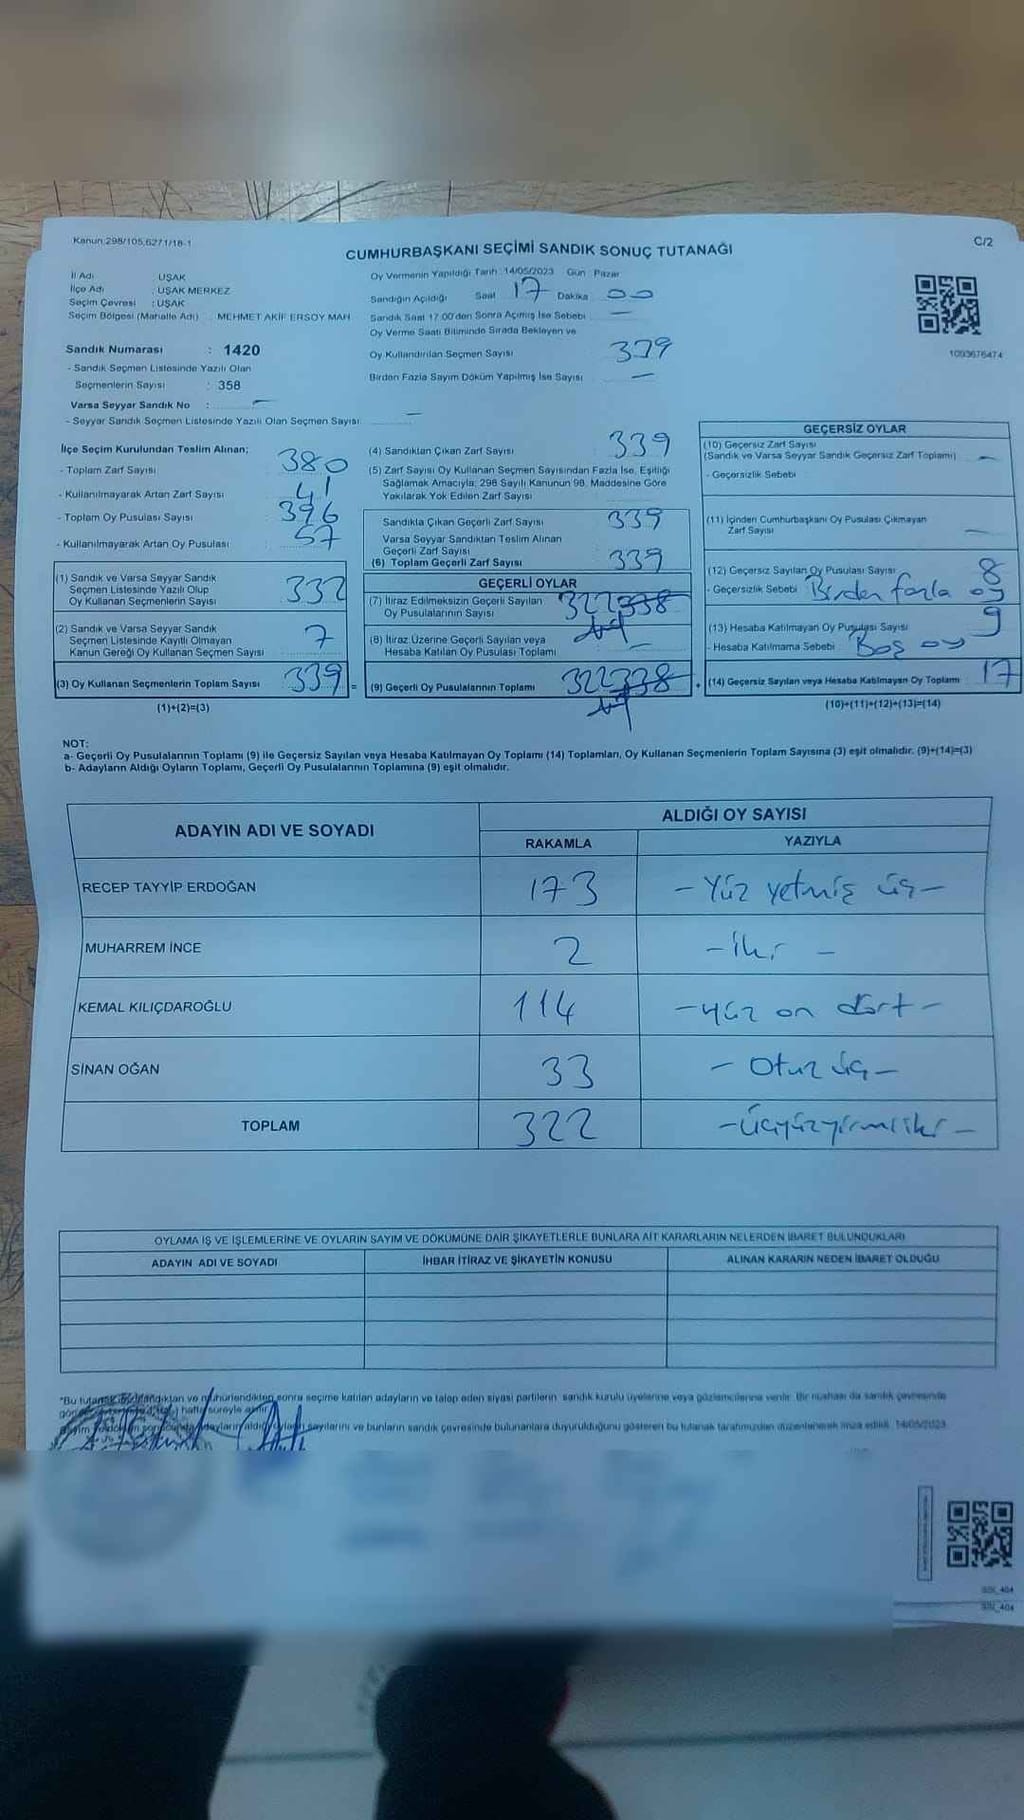 Kanun:298/105,6271/18-1
C/2
CUMHURBAŞKANI SEÇİMİ SANDIK SONUÇ TUTANAĞI
İl Adı : UŞAK
İlçe Adı : UŞAK MERKEZ
Seçim Çevresi : UŞAK
Seçim Bölgesi (Mahalle Adı) : MEHMET AKİF ERSOY MAH
Sandık Numarası : 1420
- Sandık Seçmen Listesinde Yazılı Olan
Seçmenlerin Sayısı : 358
Varsa Seyyar Sandık No : —
- Seyyar Sandık Seçmen Listesinde Yazılı Olan Seçmen Sayısı: —
Oy Vermenin Yapıldığı Tarih: 14/05/2023 Gün: Pazar
Sandığın Açıldığı Saat 17 Dakika 00
Sandık Saat 17:00'den Sonra Açılmış İse Sebebi —
Oy Verme Saati Bitiminde Sırada Bekleyen ve
Oy Kullandırılan Seçmen Sayısı
Birden Fazla Sayım Döküm Yapılmış İse Sayısı —
1093676474
İlçe Seçim Kurulundan Teslim Alınan;
- Toplam Zarf Sayısı 380
- Kullanılmayarak Artan Zarf Sayısı 41
- Toplam Oy Pusulası Sayısı 396
- Kullanılmayarak Artan Oy Pusulası 57
(1) Sandık ve Varsa Seyyar Sandık
Seçmen Listesinde Yazılı Olup
Oy Kullanan Seçmenlerin Sayısı 332
(2) Sandık ve Varsa Seyyar Sandık
Seçmen Listesinde Kayıtlı Olmayan
Kanun Gereği Oy Kullanan Seçmen Sayısı 7
(3) Oy Kullanan Seçmenlerin Toplam Sayısı 339 =
(1)+(2)=(3)
(4) Sandıktan Çıkan Zarf Sayısı 339
(5) Zarf Sayısı Oy Kullanan Seçmen Sayısından Fazla İse, Eşitliği
Sağlamak Amacıyla; 298 Sayılı Kanunun 98. Maddesine Göre
Yakılarak Yok Edilen Zarf Sayısı
Sandıkta Çıkan Geçerli Zarf Sayısı 339
Varsa Seyyar Sandıktan Teslim Alınan
Geçerli Zarf Sayısı
(6) Toplam Geçerli Zarf Sayısı 339
GEÇERLİ OYLAR
(7) İtiraz Edilmeksizin Geçerli Sayılan
Oy Pusulalarının Sayısı 322 338
(8) İtiraz Üzerine Geçerli Sayılan veya
Hesaba Katılan Oy Pusulası Toplamı —
(9) Geçerli Oy Pusulalarının Toplamı 322 338 +
GEÇERSİZ OYLAR
(10) Geçersiz Zarf Sayısı
(Sandık ve Varsa Seyyar Sandık Geçersiz Zarf Toplamı) —
- Geçersizlik Sebebi
(11) İçinden Cumhurbaşkanı Oy Pusulası Çıkmayan
Zarf Sayısı —
(12) Geçersiz Sayılan Oy Pusulası Sayısı 8
- Geçersizlik Sebebi Birden fazla oy
(13) Hesaba Katılmayan Oy Pusulası Sayısı 9
- Hesaba Katılmama Sebebi Boş oy
(14) Geçersiz Sayılan veya Hesaba Katılmayan Oy Toplamı 17
(10)+(11)+(12)+(13)=(14)
NOT:
a- Geçerli Oy Pusulalarının Toplamı (9) ile Geçersiz Sayılan veya Hesaba Katılmayan Oy Toplamı (14) Toplamları, Oy Kullanan Seçmenlerin Toplam Sayısına (3) eşit olmalıdır. (9)+(14)=(3)
b- Adayların Aldığı Oyların Toplamı, Geçerli Oy Pusulalarının Toplamına (9) eşit olmalıdır.
ADAYIN ADI VE SOYADI
ALDIĞI OY SAYISI
RAKAMLA YAZIYLA
RECEP TAYYİP ERDOĞAN 173 - Yüz yetmiş üç -
MUHARREM İNCE 2 - iki -
KEMAL KILIÇDAROĞLU 114 - yüz on dört -
SİNAN OĞAN 33 - Otuz üç -
TOPLAM 322 - Üçyüzyirmiiki -
OYLAMA İŞ VE İŞLEMLERİNE VE OYLARIN SAYIM VE DÖKÜMÜNE DAİR ŞİKAYETLERLE BUNLARA AİT KARARLARIN NELERDEN İBARET BULUNDUKLARI
ADAYIN ADI VE SOYADI İHBAR İTİRAZ VE ŞİKAYETİN KONUSU ALINAN KARARIN NEDEN İBARET OLDUĞU
sonra seçime katılan adayların ve talep eden siyasi partilerin sandık kurulu üyelerine veya gözlemcilerine verilir. Bir nüshası da sandık çevresinde
hafta süreyle
sayılarını ve bunların sandık çevresinde bulunanlara duyurulduğunu gösteren bu tutanak tarafımızdan düzenlenerek imza edildi. 14/05/2023